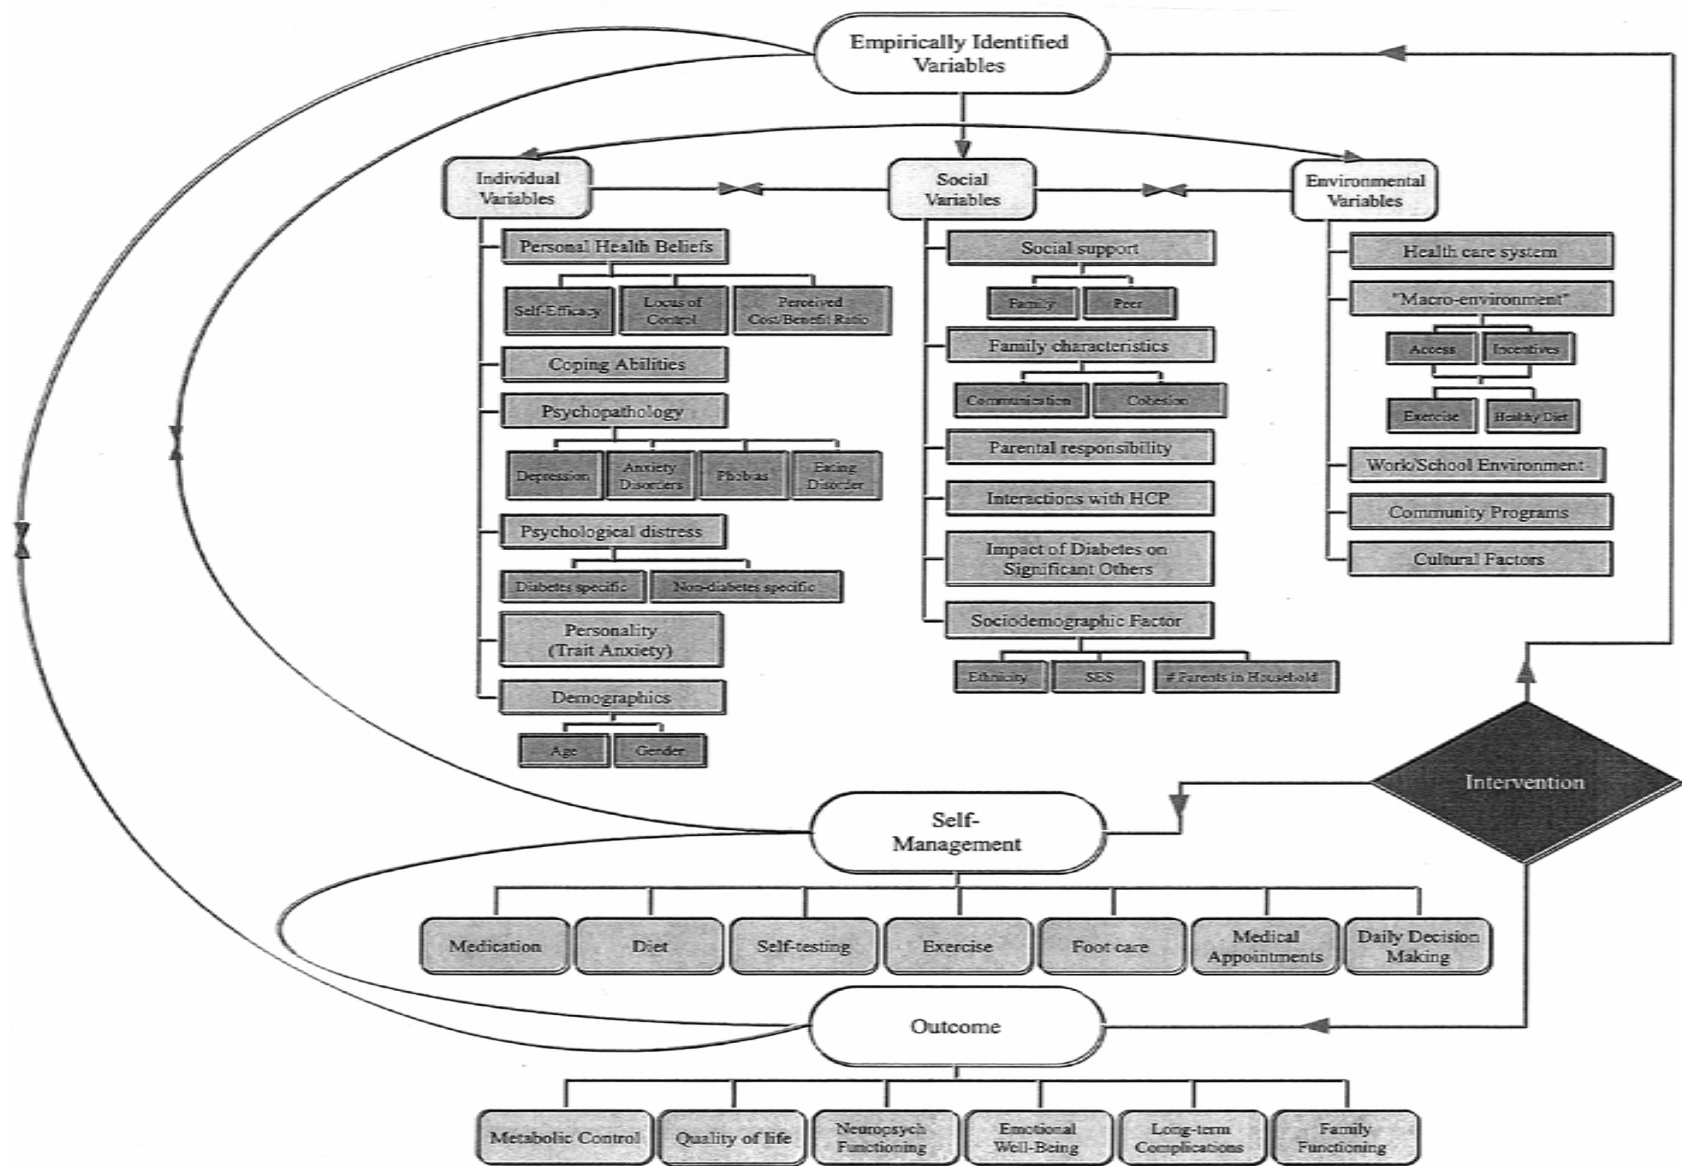 Empirically Identified
Variables
Individual
Variables
Social
Variables
Environmental
Variables
Personal Health Beliefs
Self-Efficacy
Locus of
Control
Perceived
Cost/Benefit Ratio
Coping Abilities
Psychopathology
Depression
Anxiety
Disorders
Phobias
Eating
Disorder
Psychological distress
Diabetes specific
Non-diabetes specific
Personality
(Trait Anxiety)
Demographics
Age
Gender
Social support
Family
Peer
Family characteristics
Communication
Cohesion
Parental responsibility
Interactions with HCP
Impact of Diabetes on
Significant Others
Sociodemographic Factor
Ethnicity
SES
# Parents in Household
Health care system
"Macro-environment"
Access
Incentives
Exercise
Healthy Diet
Work/School Environment
Community Programs
Cultural Factors
Intervention
Self-
Management
Medication
Diet
Self-testing
Exercise
Foot care
Medical
Appointments
Daily Decision
Making
Outcome
Metabolic Control
Quality of life
Neuropsych
Functioning
Emotional
Well-Being
Long-term
Complications
Family
Functioning